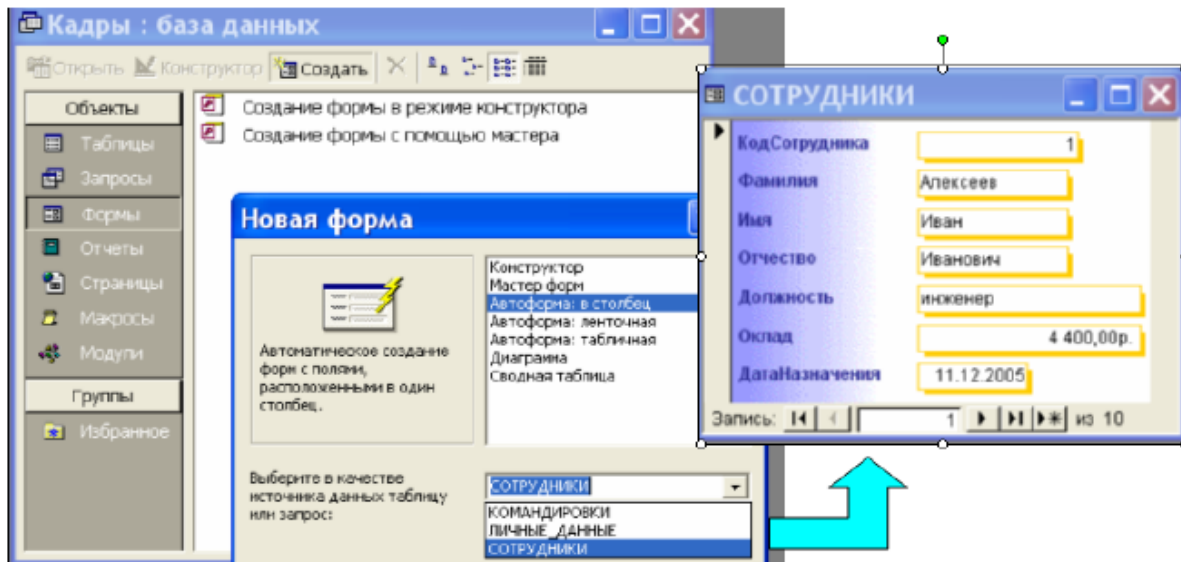 Кадры : база данных
Открыть Конструктор Создать
Объекты
Таблицы
Запросы
Формы
Отчеты
Страницы
Макросы
Модули
Группы
Избранное
Создание формы в режиме конструктора
Создание формы с помощью мастера
Новая форма
Автоматическое создание
форм с полями,
расположенными в один
столбец.
Конструктор
Мастер форм
Автоформа: в столбец
Автоформа: ленточная
Автоформа: табличная
Диаграмма
Сводная таблица
Выберите в качестве
источника данных таблицу
или запрос:
СОТРУДНИКИ
КОМАНДИРОВКИ
ЛИЧНЫЕ_ДАННЫЕ
СОТРУДНИКИ
СОТРУДНИКИ
КодСотрудника 1
Фамилия Алексеев
Имя Иван
Отчество Иванович
Должность инженер
Оклад 4 400,00р.
ДатаНазначения 11.12.2005
Запись: 1 из 10